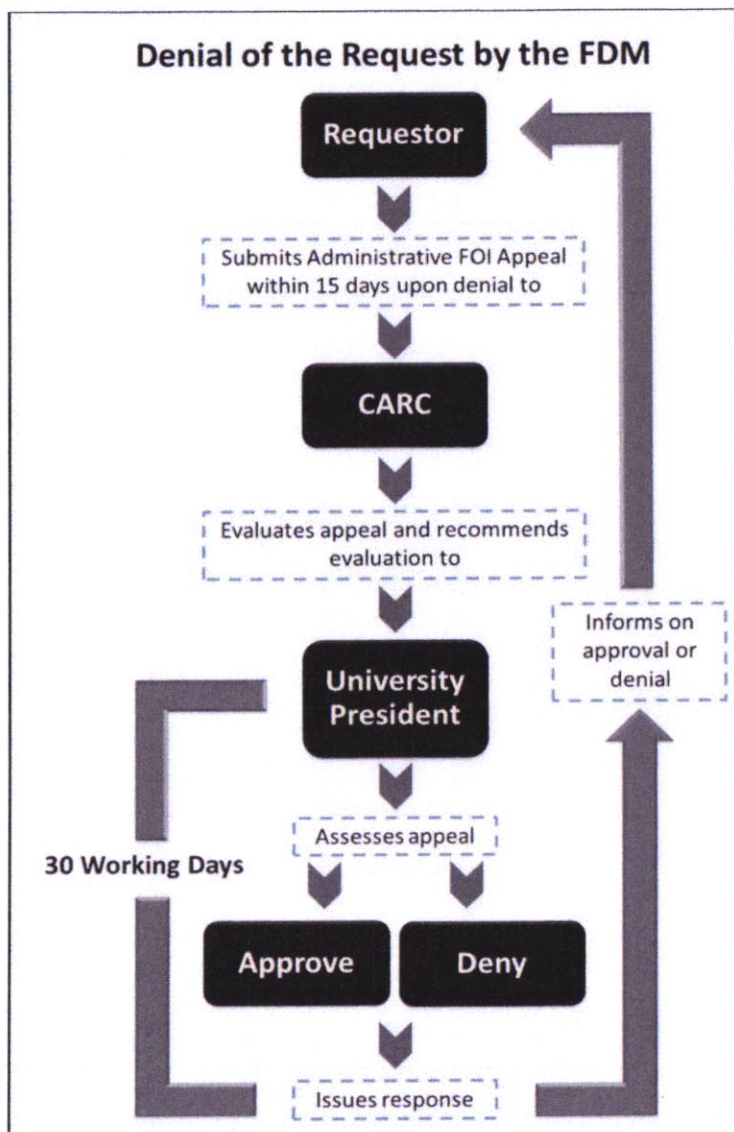 Denial of the Request by the FDM
Requestor
Submits Administrative FOI Appeal
within 15 days upon denial to
CARC
Evaluates appeal and recommends
evaluation to
Informs on
approval or
denial
University
President
Assesses appeal
30 Working Days
Approve
Deny
Issues response